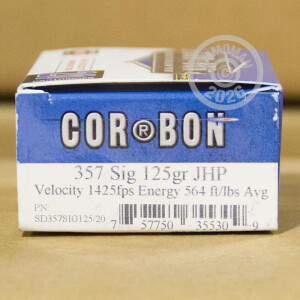 COR®BON
357 Sig 125gr JHP
Velocity 1425fps Energy 564 ft/lbs Avg
PN:
SD357SIG125/20
7 57750 35530 9
2026